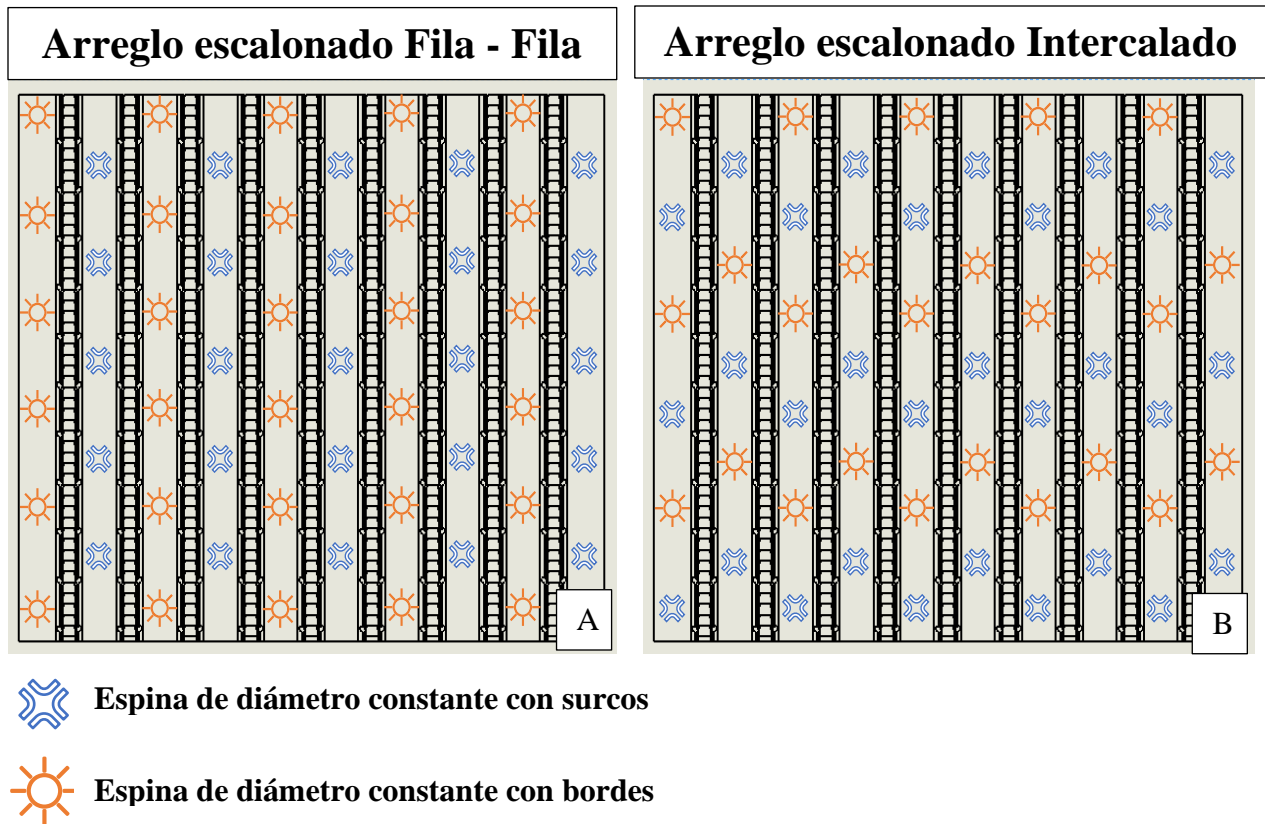 Arreglo escalonado Fila - Fila
Arreglo escalonado Intercalado
A
B
Espina de diámetro constante con surcos
Espina de diámetro constante con bordes